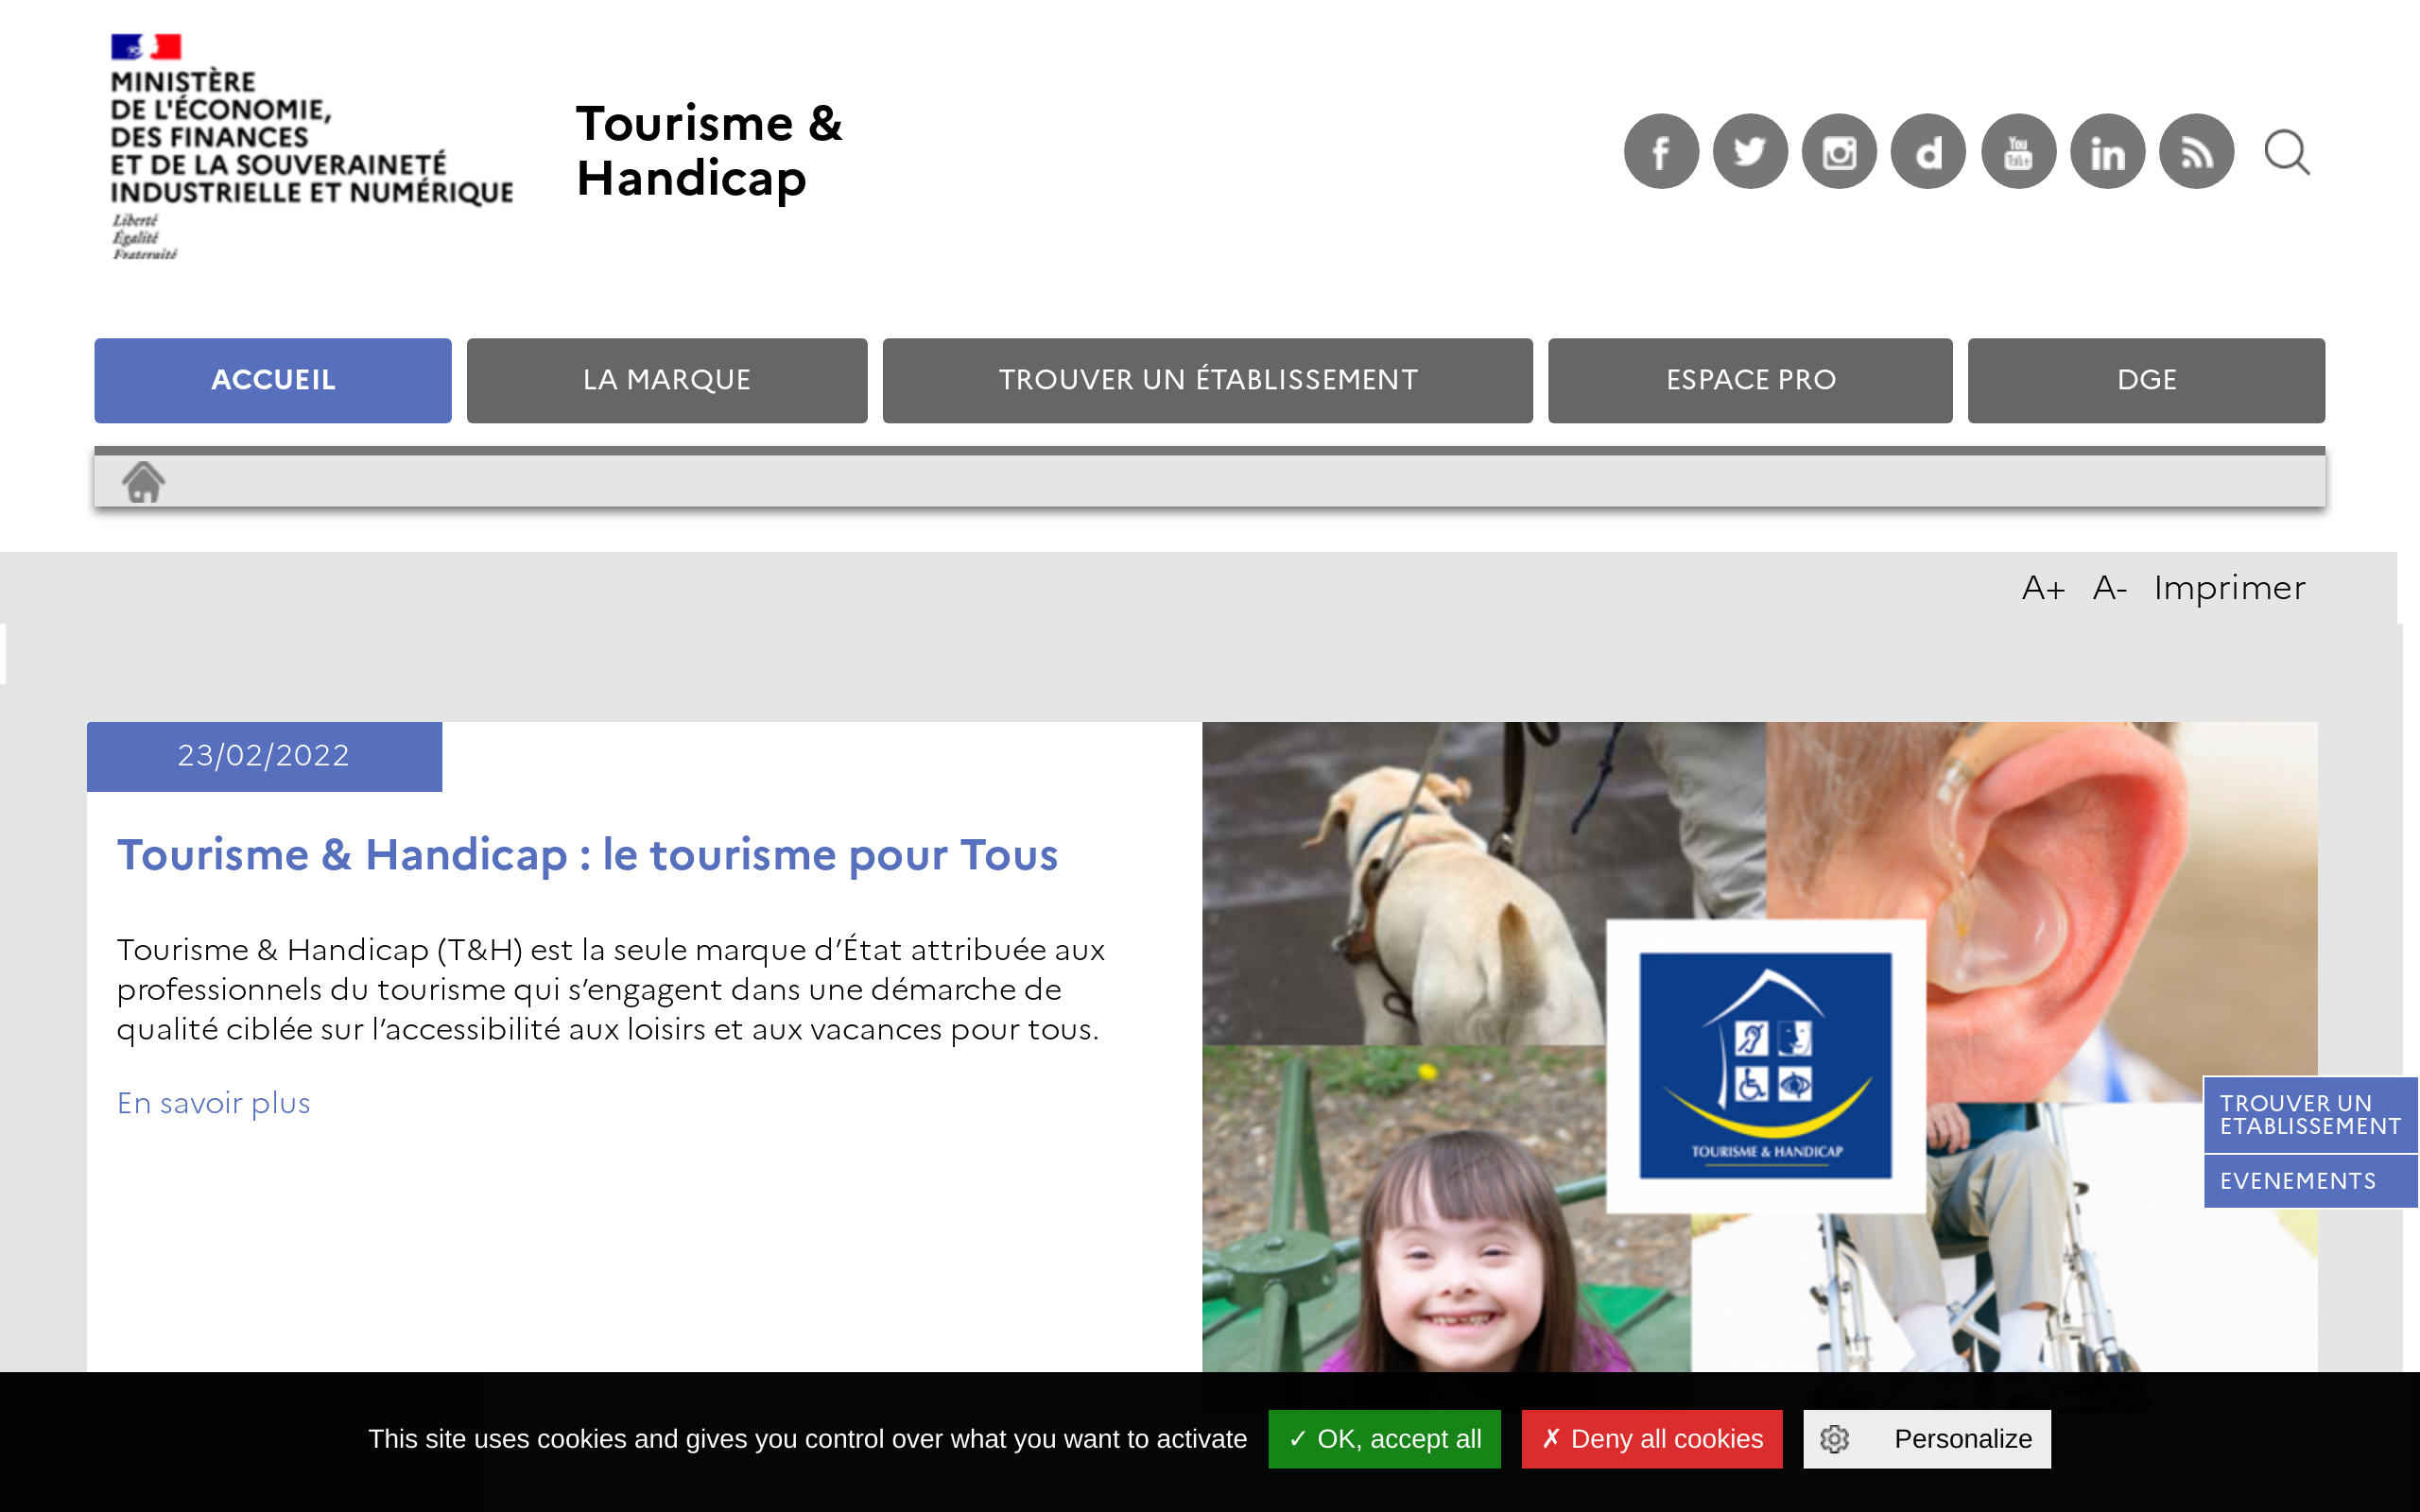 MINISTÈRE
DE L'ÉCONOMIE,
DES FINANCES
ET DE LA SOUVERAINETÉ
INDUSTRIELLE ET NUMÉRIQUE
Liberté
Égalité
Fraternité
Tourisme &
Handicap
You
Tube
in
ACCUEIL
LA MARQUE
TROUVER UN ÉTABLISSEMENT
ESPACE PRO
DGE
A+ A- Imprimer
23/02/2022
Tourisme & Handicap : le tourisme pour Tous
Tourisme & Handicap (T&H) est la seule marque d’État attribuée aux
professionnels du tourisme qui s’engagent dans une démarche de
qualité ciblée sur l’accessibilité aux loisirs et aux vacances pour tous.
En savoir plus
TOURISME & HANDICAP
TROUVER UN
ETABLISSEMENT
EVENEMENTS
This site uses cookies and gives you control over what you want to activate
✓ OK, accept all
✗ Deny all cookies
Personalize